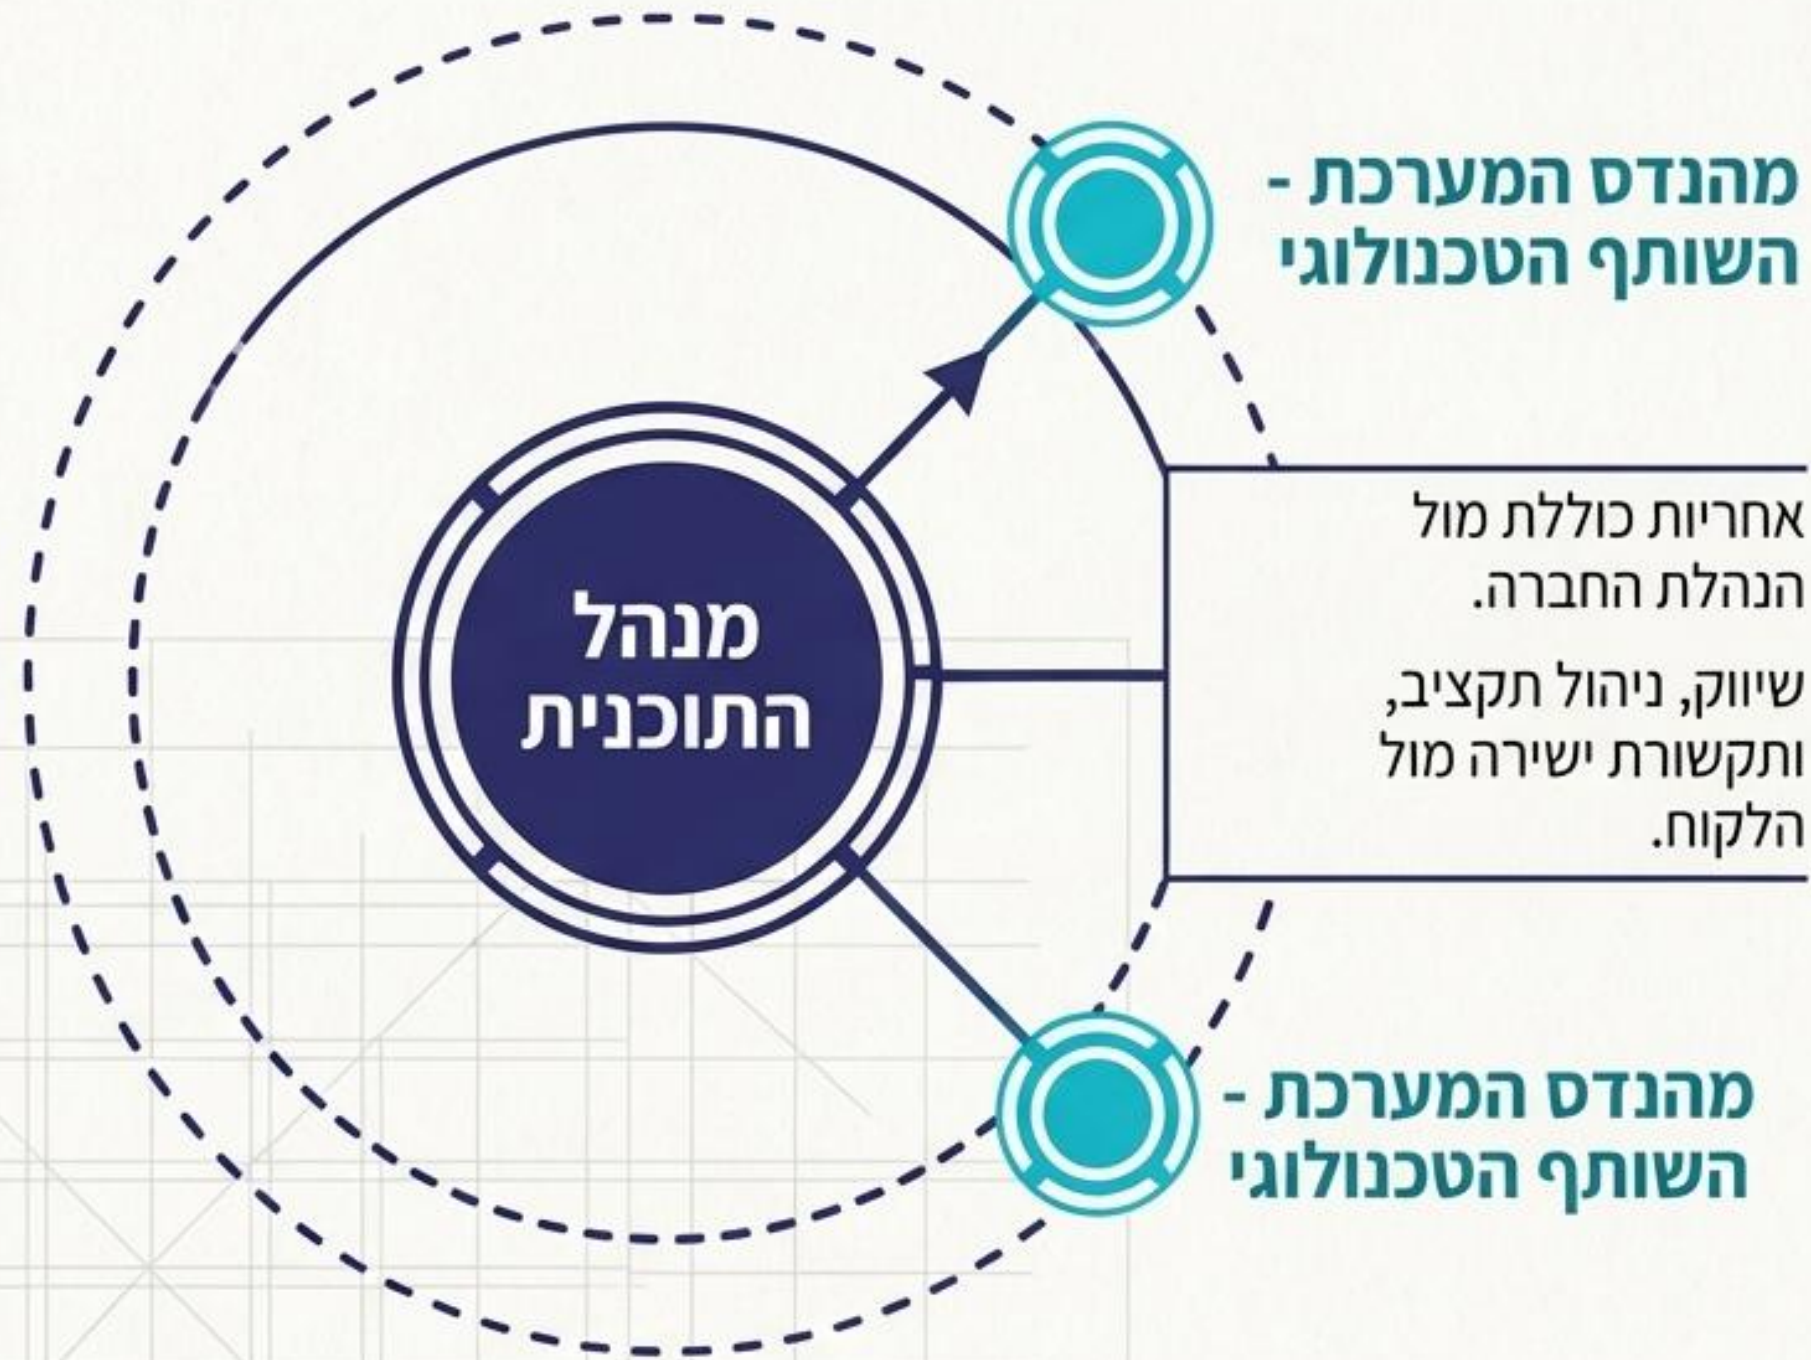 מהנדס המערכת -
השותף הטכנולוגי
מנהל
התוכנית
אחריות כוללת מול
הנהלת החברה.
שיווק, ניהול תקציב,
ותקשורת ישירה מול
הלקוח.
מהנדס המערכת -
השותף הטכנולוגי